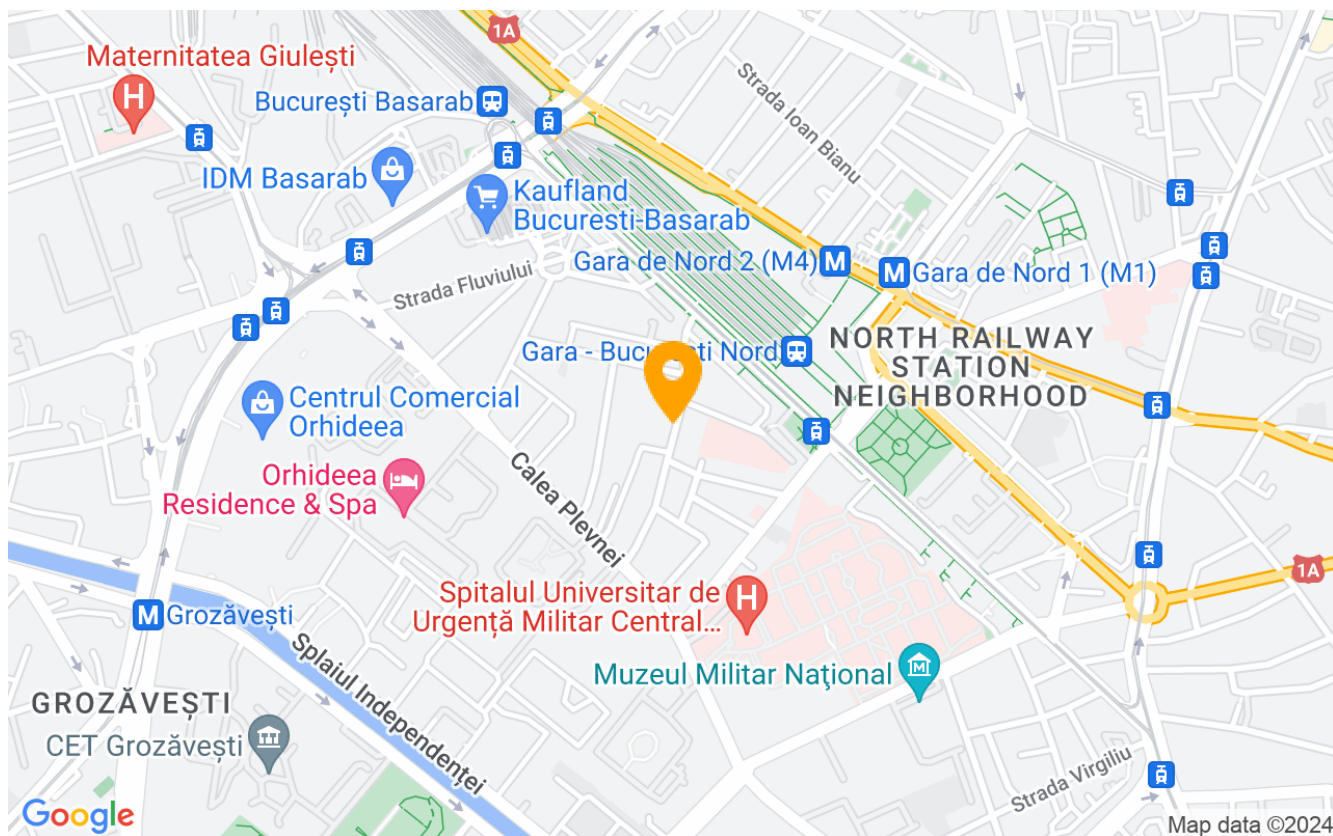 1A
Maternitatea Giulești
H
București Basarab
Strada Ioan Bianu
IDM Basarab
Kaufland
Bucuresti-Basarab
Gara de Nord 2 (M4)
M
M
Gara de Nord 1 (M1)
Strada Fluviului
NORTH RAILWAY
STATION
NEIGHBORHOOD
Gara - București Nord
Centrul Comercial
Orhideea
Orhideea
Residence & Spa
Calea Plevnei
1A
Spitalul Universitar de
Urgență Militar Central...
H
M
Grozăvești
Splaiul Independenței
Muzeul Militar Naţional
M
GROZĂVEȘTI
CET Grozăvești
Strada Virgiliu
Google
Map data ©2024